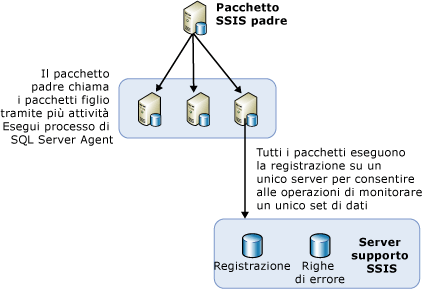 Pacchetto
SSIS padre
Il pacchetto
padre chiama
i pacchetti figlio
tramite più attività
Esegui processo di
SQL Server Agent
Tutti i pacchetti eseguono
la registrazione su un
unico server per consentire
alle operazioni di monitorare
un unico set di dati
Registrazione
Righe
di errore
Server
supporto
SSIS